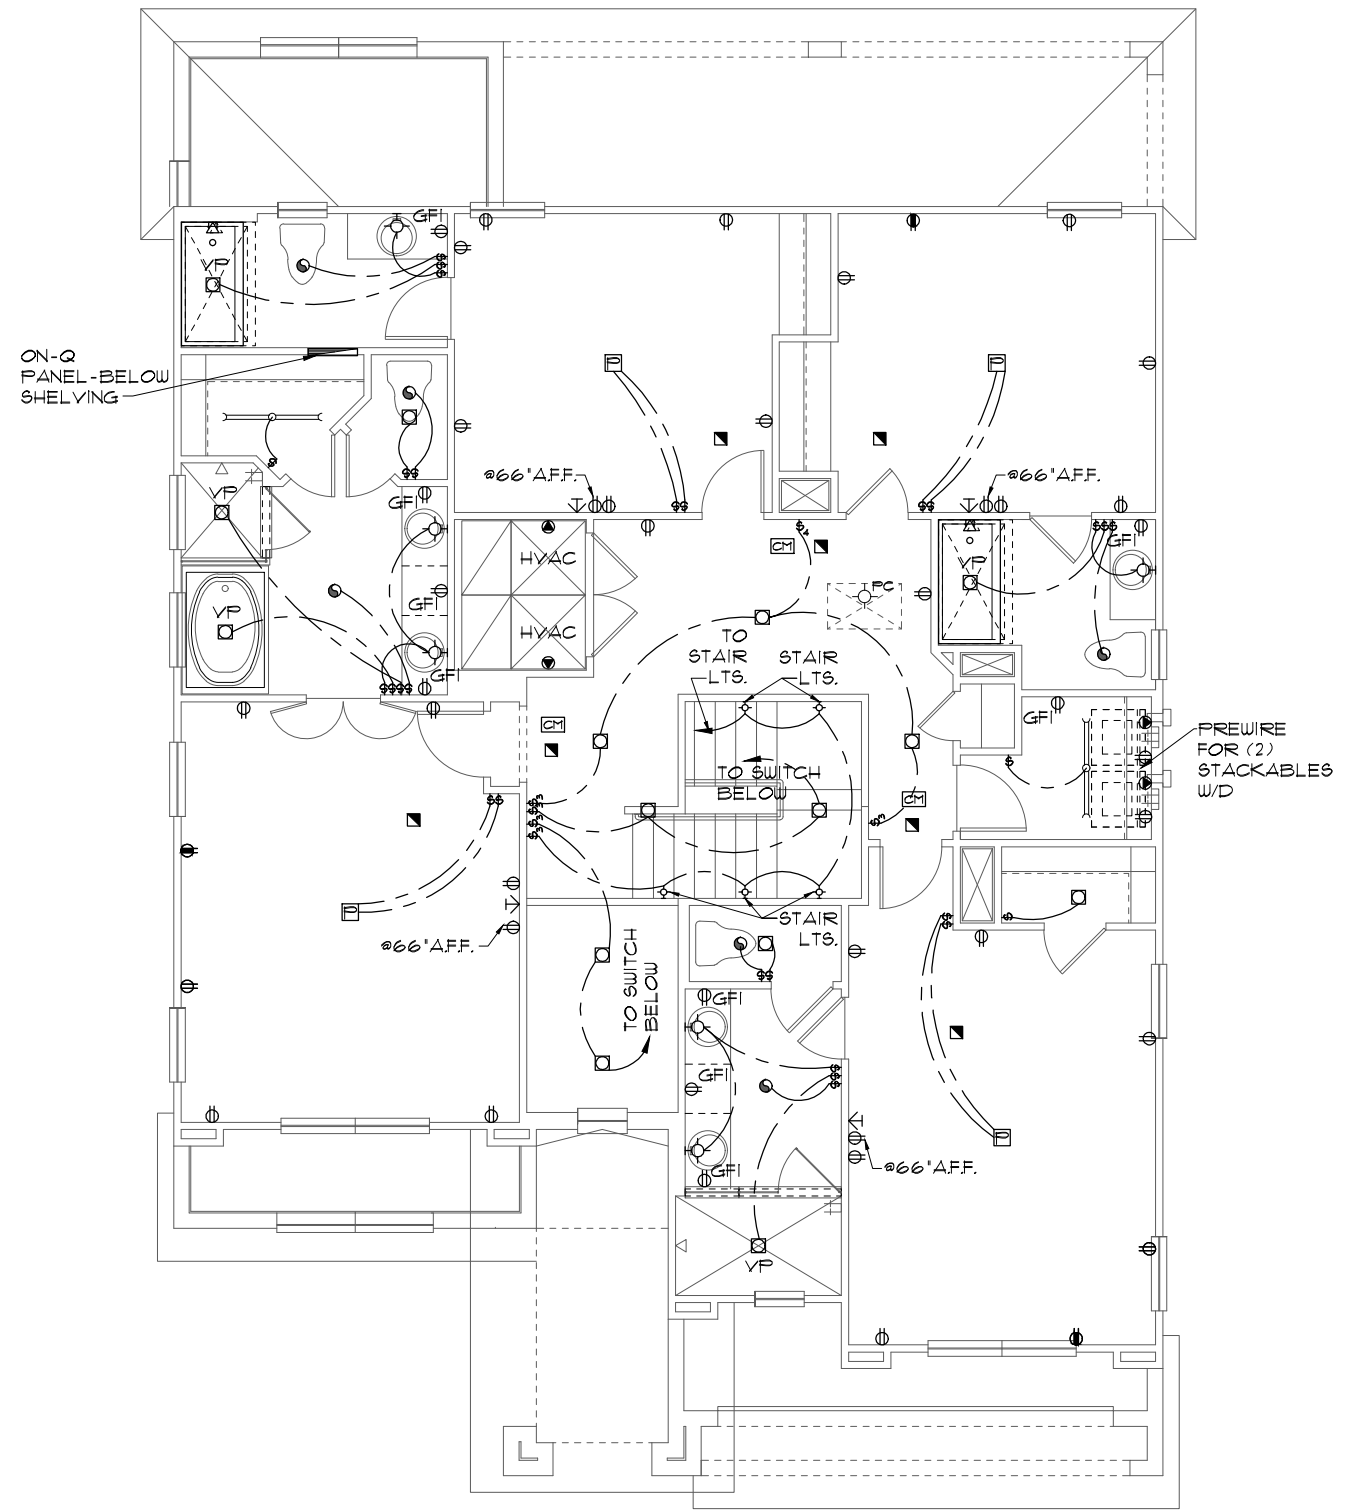 GFI
VP
ON-Q
PANEL-BELOW
SHELVING
@66"A.F.F.
@66"A.F.F.
VP
GFI
HVAC
CM
GFI
VP
PC
GFI
VP
HVAC
TO
STAIR
LTS.
STAIR
LTS.
GFI
CM
GFI
PREWIRE
FOR (2)
STACKABLES
W/D
TO SWITCH
BELOW
CM
@66"A.F.F.
STAIR
LTS.
TO SWITCH
BELOW
GFI
GFI
GFI
@66"A.F.F.
VP